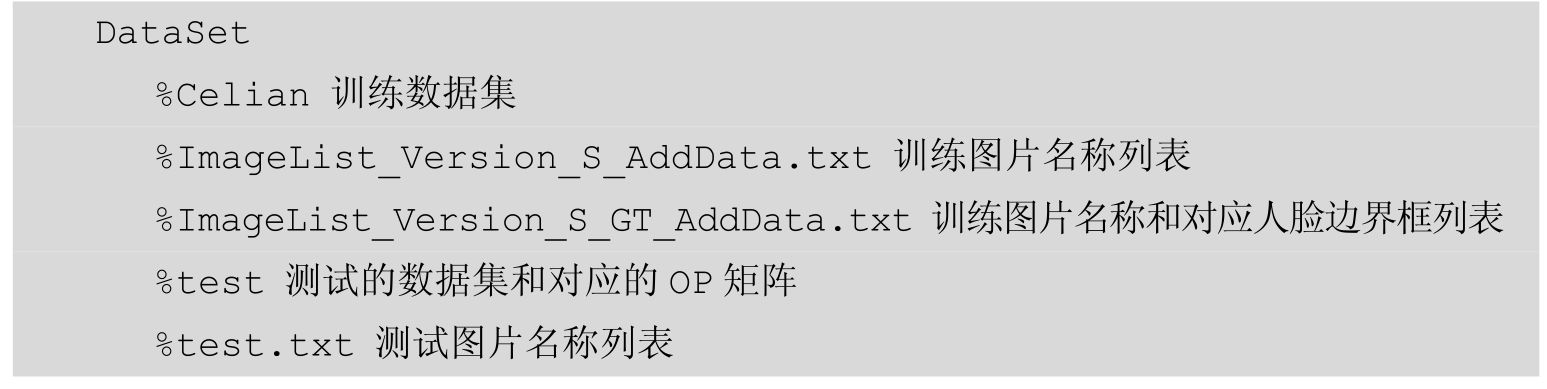 DataSet
%Celian 训练数据集
%ImageList_Version_S_AddData.txt 训练图片名称列表
%ImageList_Version_S_GT_AddData.txt 训练图片名称和对应人脸边界框列表
%test 测试的数据集和对应的 OP 矩阵
%test.txt 测试图片名称列表